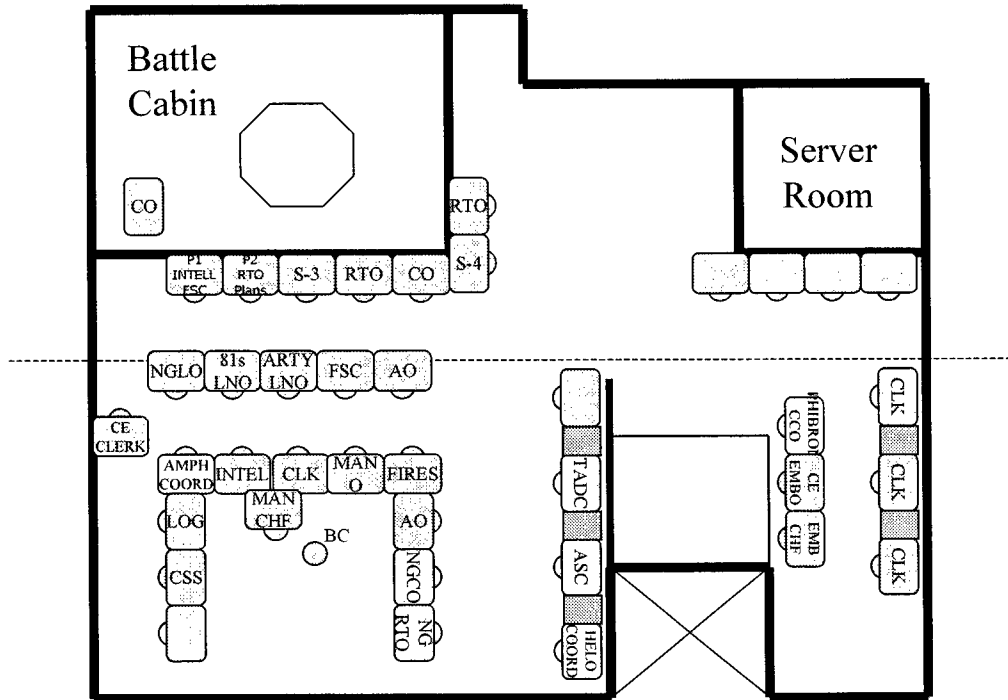 Battle
Cabin
Server
Room
CO
RTO
S-4
P1
INTELL
FSC
P2
RTO
Plans
S-3
RTO
CO
NGLO
81s
LNO
ARTY
LNO
FSC
AO
CE
CLERK
AMPH
COORD
INTEL
CLK
MAN
O
FIRES
MAN
CHF
LOG
CSS
BC
AO
NGCO
NG
RTO
TADC
ASC
HELO
COORD
PHIBRON
CCO
CE
EMBO
EMB
CHF
CLK
CLK
CLK